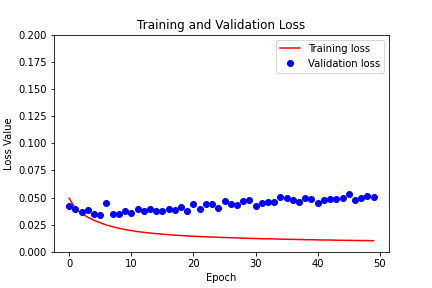 Training and Validation Loss
Training loss
Validation loss
Loss Value
0.200
0.175
0.150
0.125
0.100
0.075
0.050
0.025
0.000
0 10 20 30 40 50
Epoch